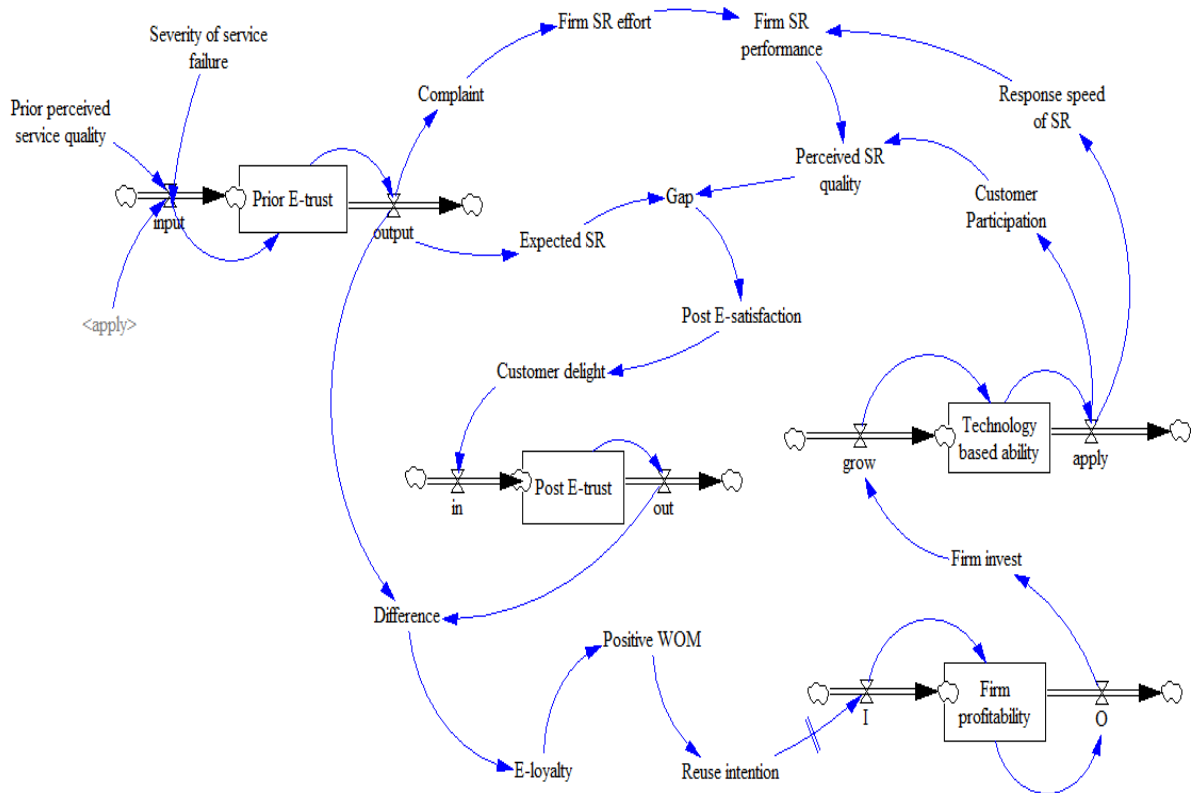 Firm SR effort
Firm SR
performance
Severity of service
failure
Complaint
Response speed
of SR
Prior perceived
service quality
Perceived SR
quality
Prior E-trust
Gap
Customer
Participation
input
output
Expected SR
<apply>
Post E-satisfaction
Customer delight
Technology
based ability
grow
apply
Post E-trust
in
out
Firm invest
Difference
Positive WOM
Firm
profitability
I
O
E-loyalty
Reuse intention